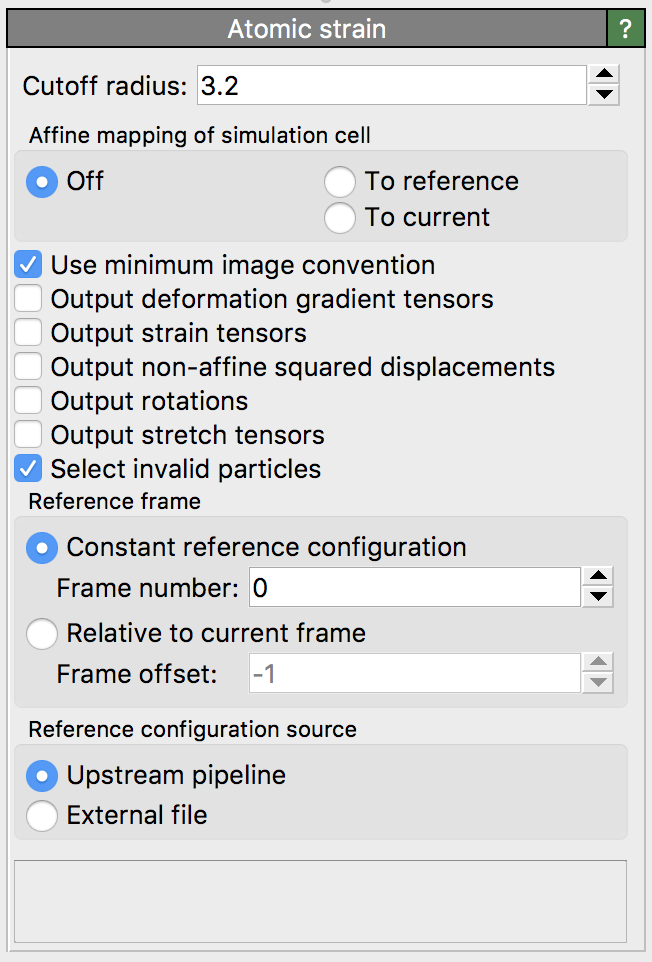 Atomic strain ?
Cutoff radius: 3.2
Affine mapping of simulation cell
Off To reference
To current
Use minimum image convention
Output deformation gradient tensors
Output strain tensors
Output non-affine squared displacements
Output rotations
Output stretch tensors
Select invalid particles
Reference frame
Constant reference configuration
Frame number: 0
Relative to current frame
Frame offset: -1
Reference configuration source
Upstream pipeline
External file